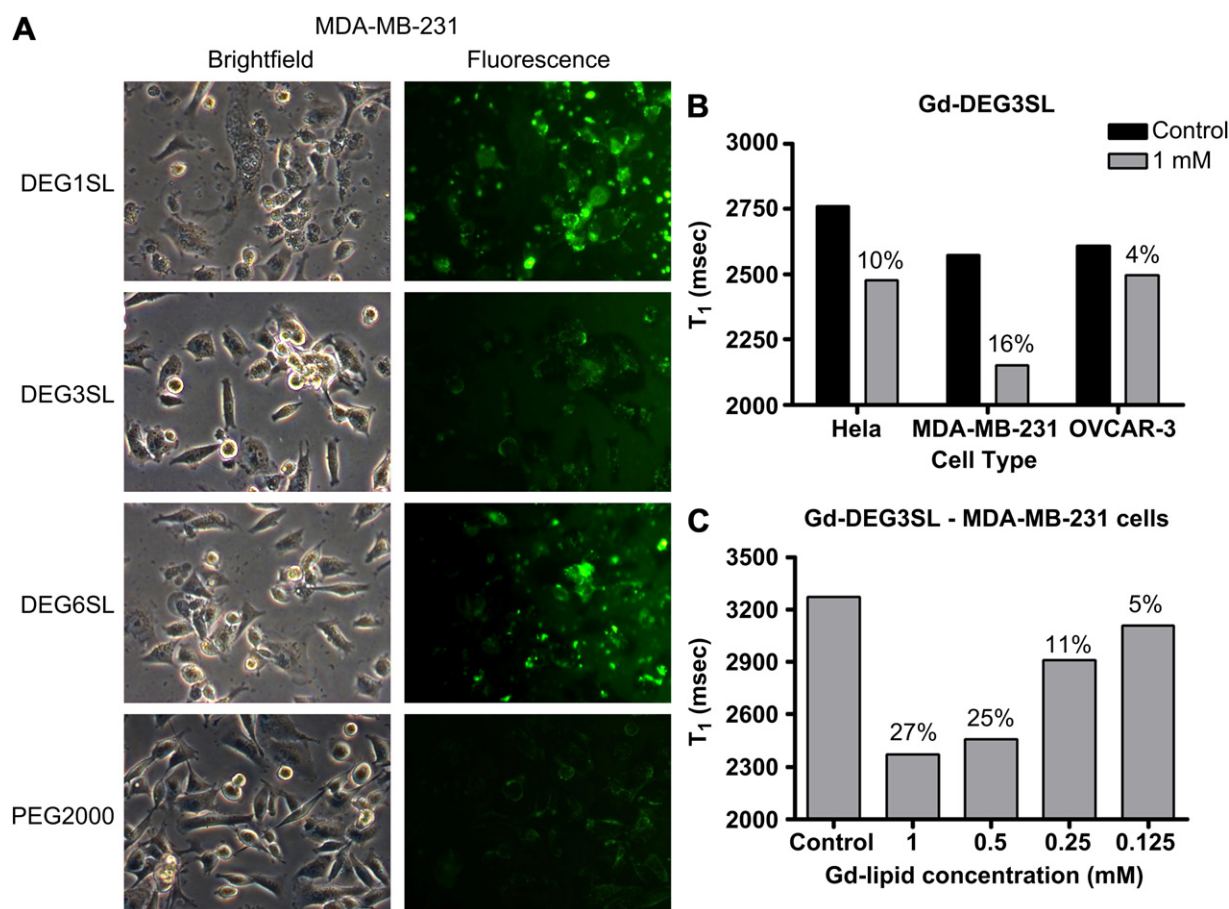 A
MDA-MB-231
Brightfield Fluorescence
DEG1SL
DEG3SL
DEG6SL
PEG2000
B
Gd-DEG3SL
Control
1 mM
T1 (msec)
3000
2750
2500
2250
2000
10%
16%
4%
Hela MDA-MB-231 OVCAR-3
Cell Type
C
Gd-DEG3SL - MDA-MB-231 cells
T1 (msec)
3500
3200
2900
2600
2300
2000
27%
25%
11%
5%
Control 1 0.5 0.25 0.125
Gd-lipid concentration (mM)